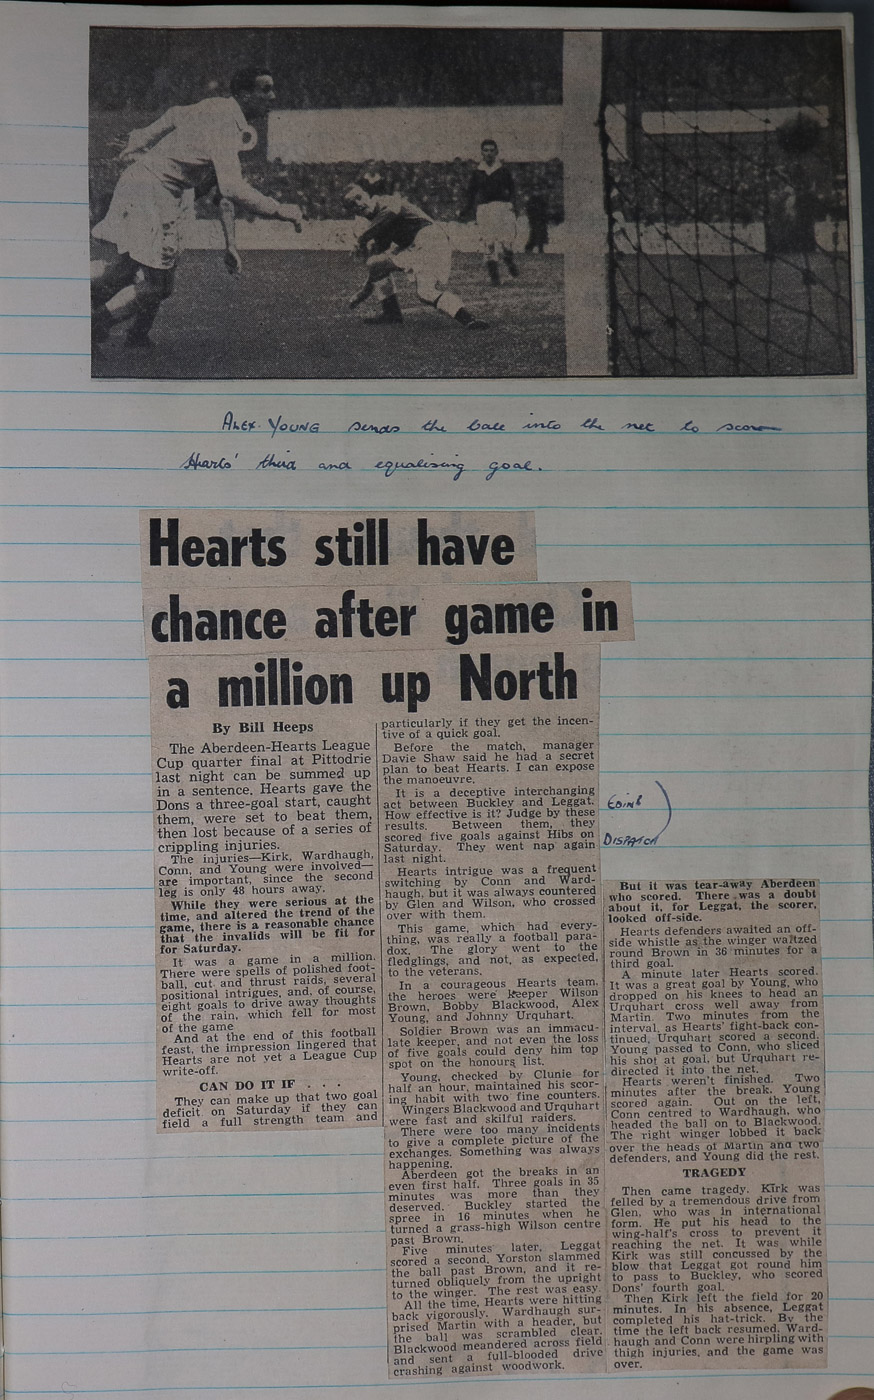 ALEX YOUNG sends the ball into the net to score
Hearts' third and equalising goal.
Hearts still have
chance after game in
a million up North
By Bill Heeps
The Aberdeen-Hearts League
Cup quarter final at Pittodrie
last night can be summed up
in a sentence. Hearts gave the
Dons a three-goal start, caught
them, were set to beat them,
then lost because of a series of
crippling injuries.
The injuries—Kirk, Wardhaugh,
Conn, and Young were involved—
are important, since the second
leg is only 48 hours away.
While they were serious at the
time, and altered the trend of the
game, there is a reasonable chance
that the invalids will be fit for
for Saturday.
It was a game in a million.
There were spells of polished foot-
ball, cut and thrust raids, several
positional intrigues, and, of course,
eight goals to drive away thoughts
of the rain, which fell for most
of the game
And at the end of this football
feast, the impression lingered that
Hearts are not yet a League Cup
write-off.
CAN DO IT IF . . .
They can make up that two goal
deficit on Saturday if they can
field a full strength team and
particularly if they get the incen-
tive of a quick goal.
Before the match, manager
Davie Shaw said he had a secret
plan to beat Hearts. I can expose
the manoeuvre.
It is a deceptive interchanging
act between Buckley and Leggat.
How effective is it? Judge by these
results. Between them, they
scored five goals against Hibs on
Saturday. They went nap again
last night.
Hearts intrigue was a frequent
switching by Conn and Ward-
haugh, but it was always countered
by Glen and Wilson, who crossed
over with them.
This game, which had every-
thing, was really a football para-
dox. The glory went to the
fledglings, and not, as expected,
to the veterans.
In a courageous Hearts team,
the heroes were keeper Wilson
Brown, Bobby Blackwood, Alex
Young, and Johnny Urquhart.
Soldier Brown was an immacu-
late keeper, and not even the loss
of five goals could deny him top
spot on the honours list.
Young, checked by Clunie for
half an hour, maintained his scor-
ing habit with two fine counters.
Wingers Blackwood and Urquhart
were fast and skilful raiders.
There were too many incidents
to give a complete picture of the
exchanges. Something was always
happening.
Aberdeen got the breaks in an
even first half. Three goals in 35
minutes was more than they
deserved. Buckley started the
spree in 16 minutes when he
turned a grass-high Wilson centre
past Brown.
Five minutes later, Leggat
scored a second. Yorston slammed
the ball past Brown, and it re-
turned obliquely from the upright
to the winger. The rest was easy.
All the time, Hearts were hitting
back vigorously. Wardhaugh sur-
prised Martin with a header, but
the ball was scrambled clear.
Blackwood meandered across field
and sent a full-blooded drive
crashing against woodwork.
EDINB
DISPATCH
But it was tear-away Aberdeen
who scored. There was a doubt
about it, for Leggat, the scorer,
looked off-side.
Hearts defenders awaited an off-
side whistle as the winger waltzed
round Brown in 36 minutes for a
third goal.
A minute later Hearts scored.
It was a great goal by Young, who
dropped on his knees to head an
Urquhart cross well away from
Martin. Two minutes from the
interval, as Hearts' fight-back con-
tinued, Urquhart scored a second.
Young passed to Conn, who sliced
his shot at goal, but Urquhart re-
directed it into the net.
Hearts weren't finished. Two
minutes after the break. Young
scored again. Out on the left,
Conn centred to Wardhaugh, who
headed the ball on to Blackwood.
The right winger lobbed it back
over the heads of Martin and two
defenders, and Young did the rest.
TRAGEDY
Then came tragedy. Kirk was
felled by a tremendous drive from
Glen, who was in international
form. He put his head to the
wing-half's cross to prevent it
reaching the net. It was while
Kirk was still concussed by the
blow that Leggat got round him
to pass to Buckley, who scored
Dons' fourth goal.
Then Kirk left the field for 20
minutes. In his absence, Leggat
completed his hat-trick. By the
time the left back resumed. Ward-
haugh and Conn were hirpling with
thigh injuries, and the game was
over.